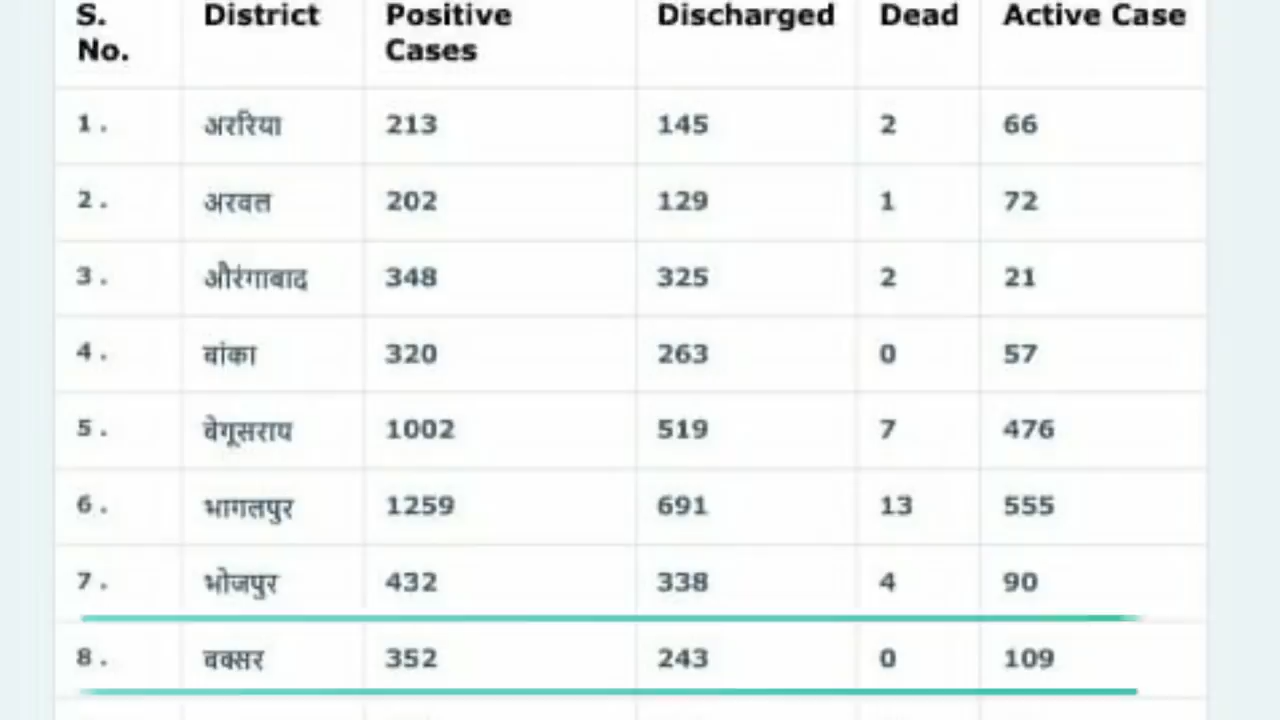 S. No. District Positive Cases Discharged Dead Active Case
1. अररिया 213 145 2 66
2. अरवल 202 129 1 72
3. औरंगाबाद 348 325 2 21
4. बांका 320 263 0 57
5. बेगूसराय 1002 519 7 476
6. भागलपुर 1259 691 13 555
7. भोजपुर 432 338 4 90
8. बक्सर 352 243 0 109